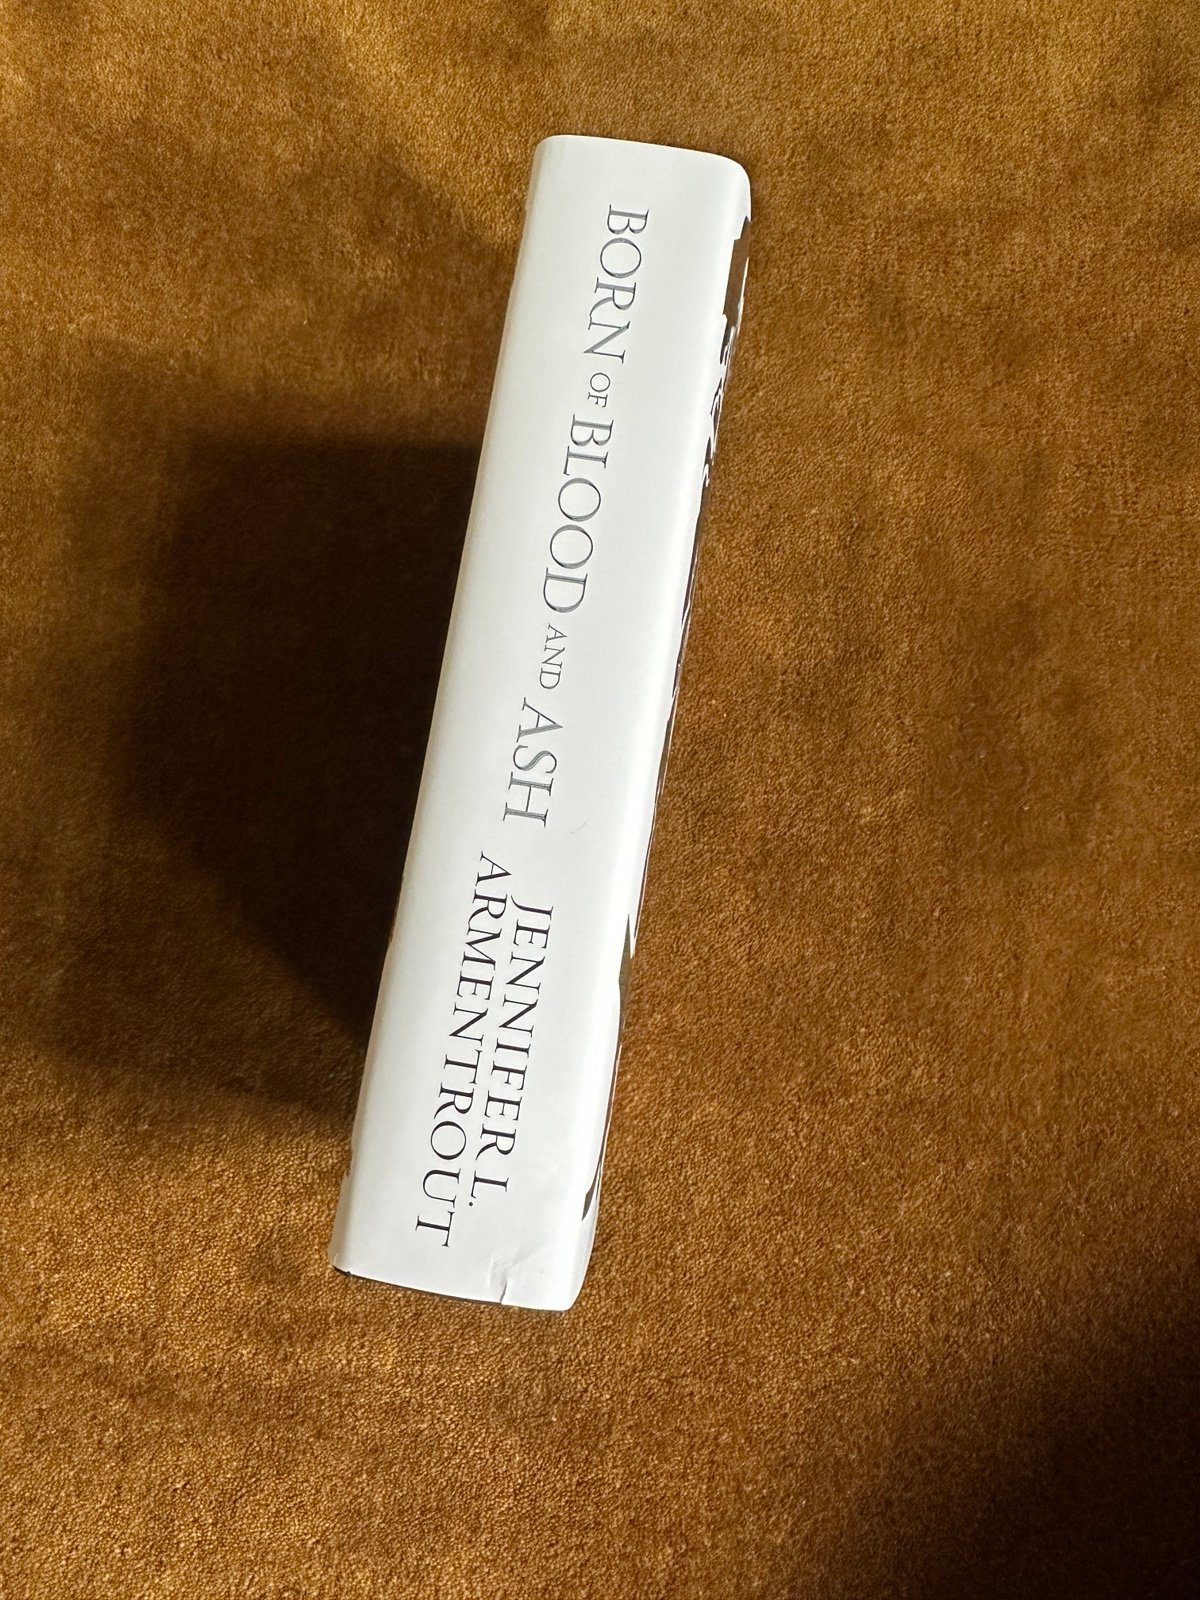 BORN OF BLOOD AND ASH
JENNIFER L.
ARMENTROUT